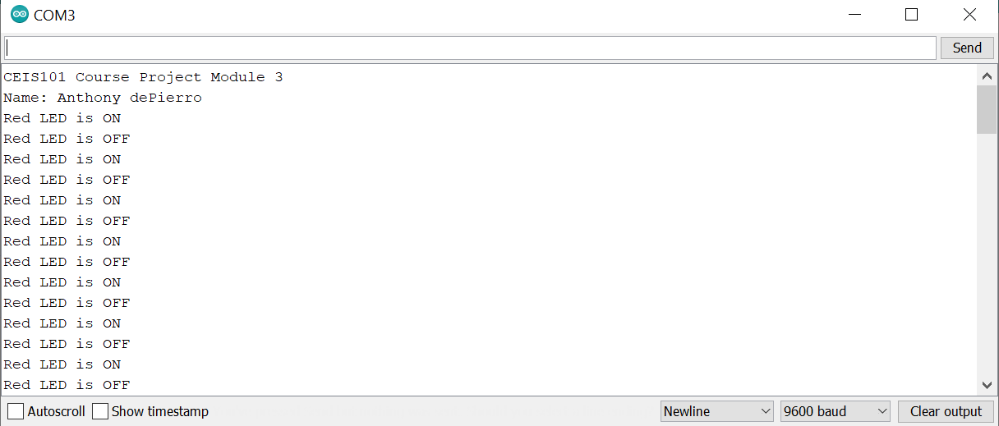 COM3
Send
CEIS101 Course Project Module 3
Name: Anthony dePierro
Red LED is ON
Red LED is OFF
Red LED is ON
Red LED is OFF
Red LED is ON
Red LED is OFF
Red LED is ON
Red LED is OFF
Red LED is ON
Red LED is OFF
Red LED is ON
Red LED is OFF
Red LED is ON
Red LED is OFF
Autoscroll Show timestamp Newline 9600 baud Clear output